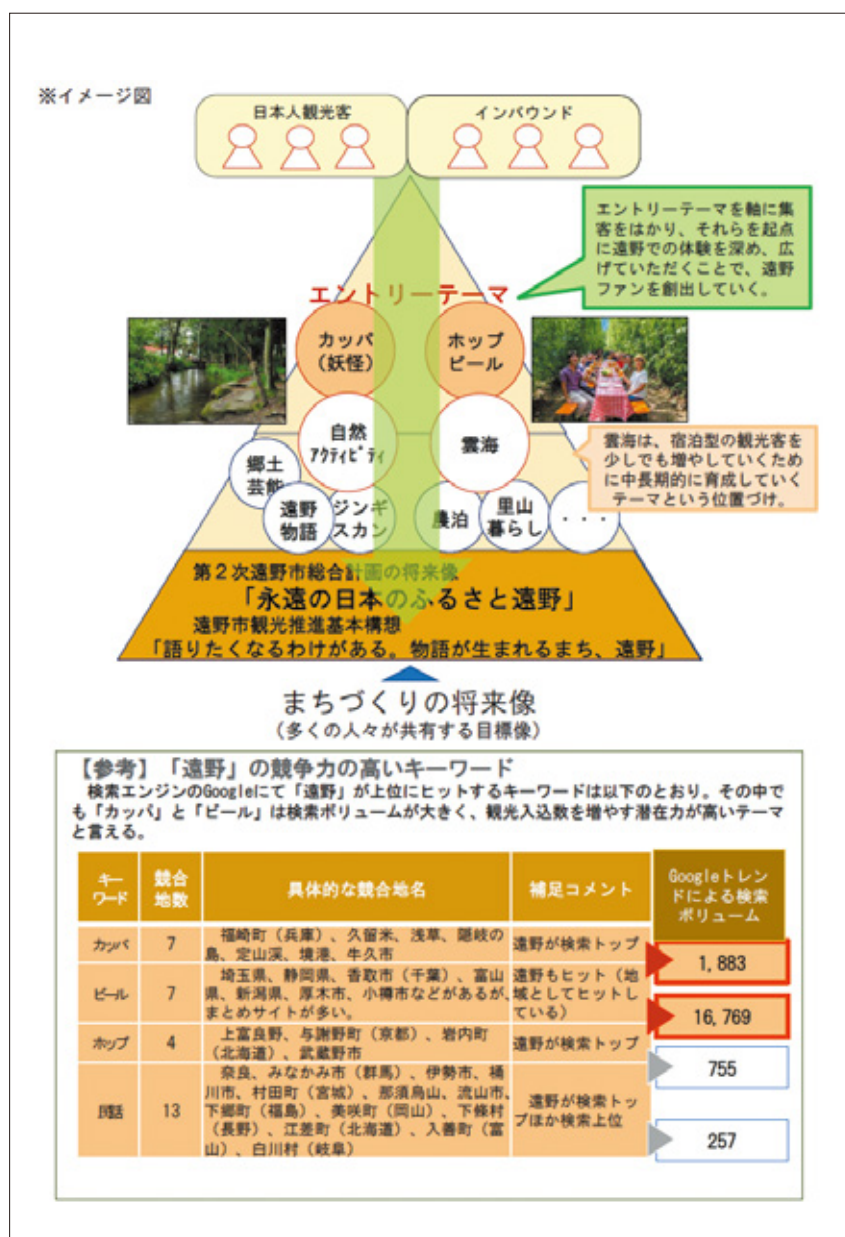 ※イメージ図
日本人観光客
インバウンド
エントリーテーマを軸に集
客をはかり、それらを起点
に遠野での体験を深め、広
げていただくことで、遠野
ファンを創出していく。
エントリーテーマ
カッパ
（妖怪）
ホップ
ビール
自然
ｱｸﾃｨﾋﾞﾃｨ
雲海
雲海は、宿泊型の観光客を
少しでも増やしていくため
に中長期的に育成していく
テーマという位置づけ。
郷土
芸能
遠野
物語
ジンギ
スカン
農泊
里山
暮らし
・・・
第２次遠野市総合計画の将来像
「永遠の日本のふるさと遠野」
遠野市観光推進基本構想
「語りたくなるわけがある。物語が生まれるまち、遠野」
まちづくりの将来像
（多くの人々が共有する目標像）
【参考】「遠野」の競争力の高いキーワード
検索エンジンのGoogleにて「遠野」が上位にヒットするキーワードは以下のとおり。その中で
も「カッパ」と「ビール」は検索ボリュームが大きく、観光入込数を増やす潜在力が高いテーマ
と言える。
キー
ワード
競合
地数
具体的な競合地名
補足コメント
Googleトレン
ドによる検索
ボリューム
カッパ
7
福崎町（兵庫）、久留米、浅草、隠岐の
島、定山渓、境港、牛久市
遠野が検索トップ
1,883
ビール
7
埼玉県、静岡県、香取市（千葉）、富山
県、新潟県、厚木市、小樽市などがあるが、
まとめサイトが多い。
遠野もヒット（地
域としてヒットし
ている）
16,769
ホップ
4
上富良野、与謝野町（京都）、岩内町
（北海道）、武蔵野市
遠野が検索トップ
755
民話
13
奈良、みなかみ市（群馬）、伊勢市、桶
川市、村田町（宮城）、那須烏山、流山市、
下郷町（福島）、美咲町（岡山）、下條村
（長野）、江差町（北海道）、入善町（富
山）、白川村（岐阜）
遠野が検索トッ
プほか検索上位
257